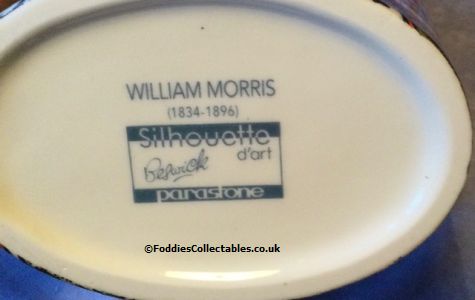 WILLIAM MORRIS
(1834-1896)
Silhouette
d'art
Beswick
parastone
©FoddiesCollectables.co.uk